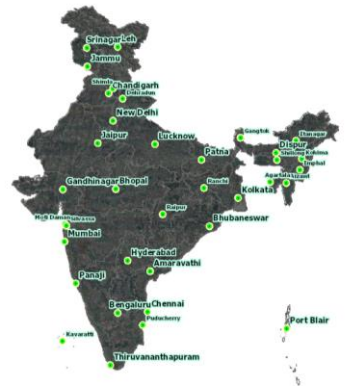 Srinagar
Leh
Jammu
Shimla
Chandigarh
Dehradun
New Delhi
Jaipur
Lucknow
Gangtok
Itanagar
Dispur
Patna
Shillong
Kohima
Imphal
Gandhinagar
Bhopal
Ranchi
Agartala
Aizawl
Kolkata
Raipur
Daman
Silvassa
Bhubaneswar
Mumbai
Hyderabad
Amaravathi
Panaji
Bengaluru
Chennai
Puducherry
Port Blair
Kavaratti
Thiruvananthapuram